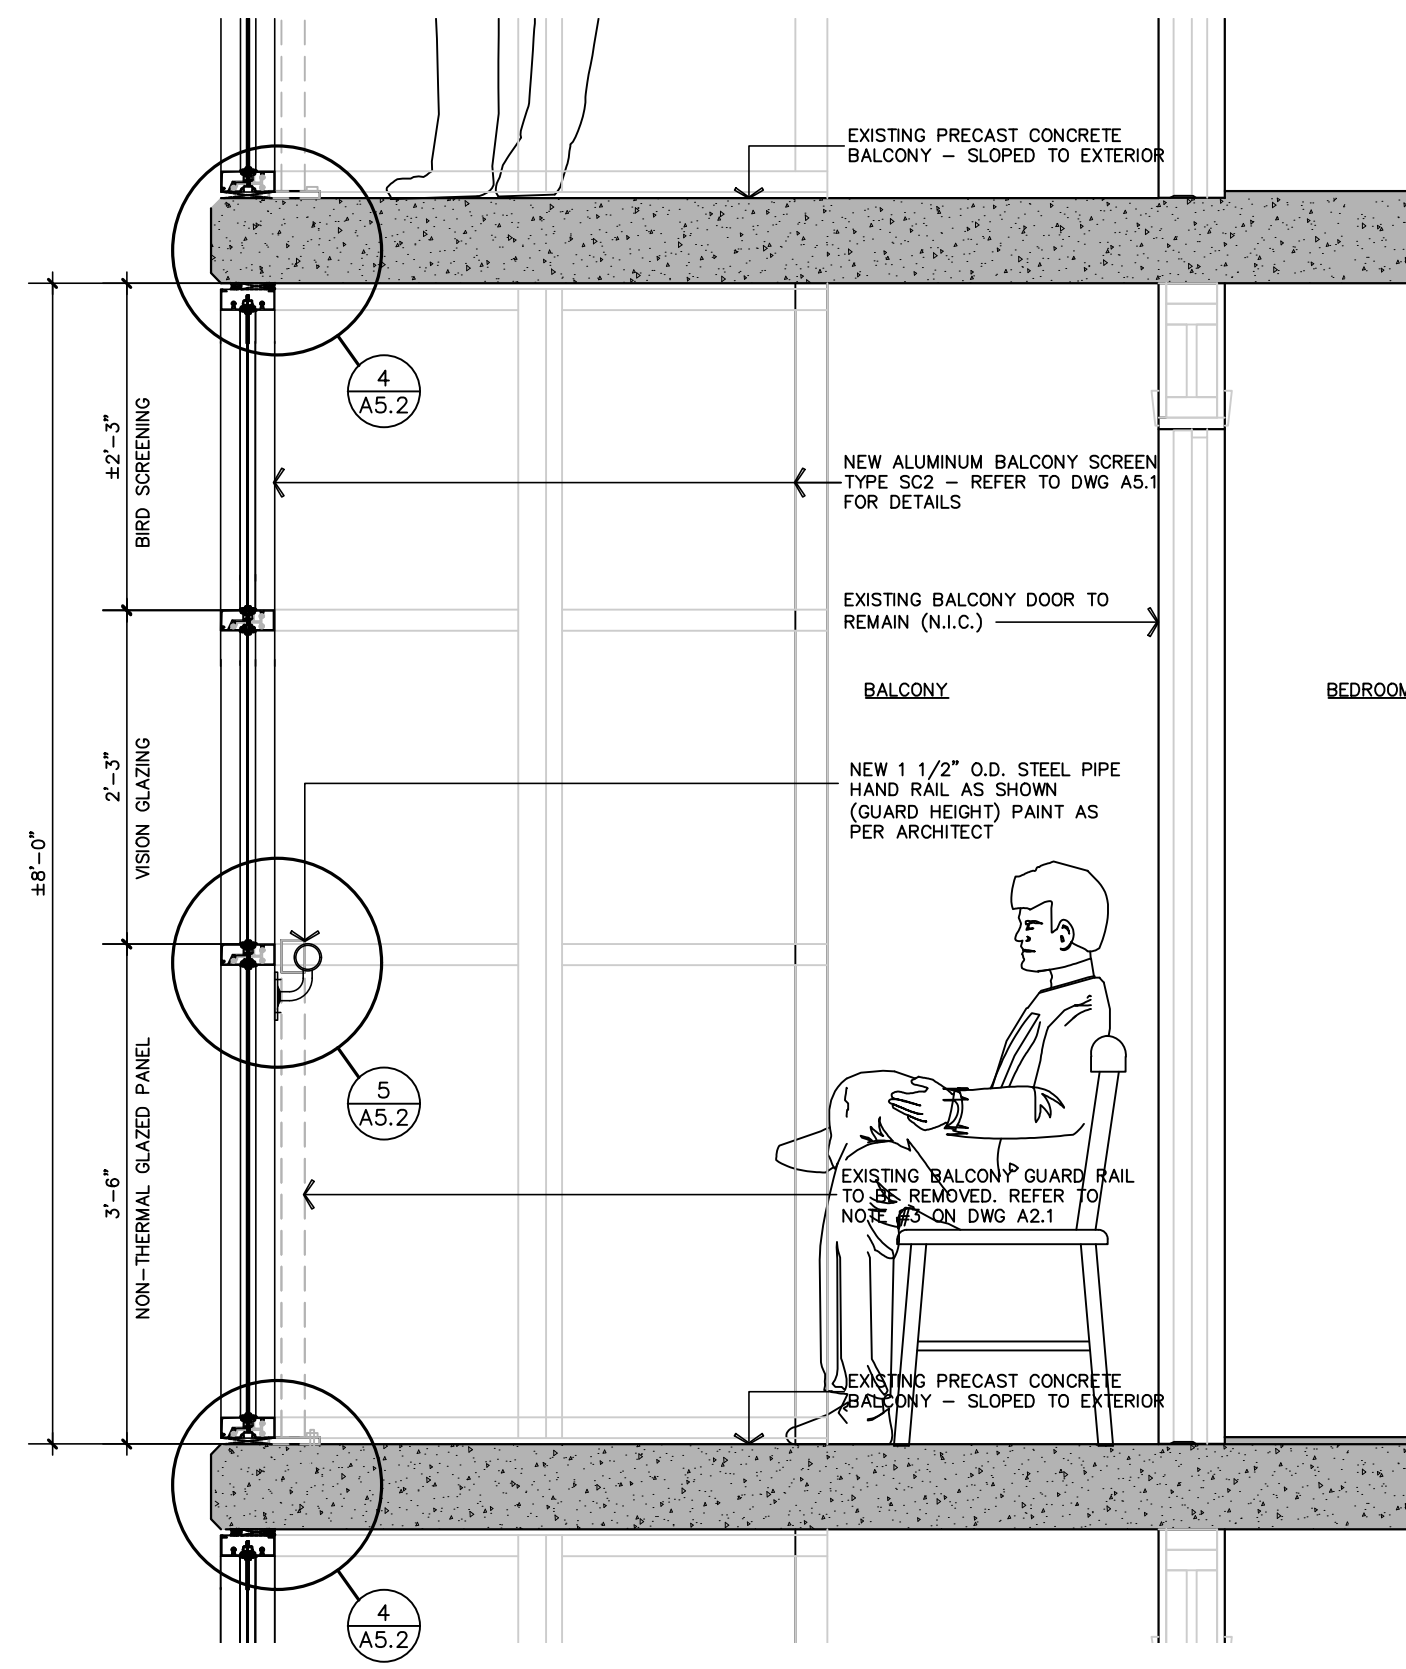 EXISTING PRECAST CONCRETE
BALCONY – SLOPED TO EXTERIOR
4
A5.2
±2'-3"
BIRD SCREENING
NEW ALUMINUM BALCONY SCREEN
TYPE SC2 – REFER TO DWG A5.1
FOR DETAILS
EXISTING BALCONY DOOR TO
REMAIN (N.I.C.)
BALCONY
BEDROOM
2'-3"
VISION GLAZING
NEW 1 1/2" O.D. STEEL PIPE
HAND RAIL AS SHOWN
(GUARD HEIGHT) PAINT AS
PER ARCHITECT
±8'-0"
5
A5.2
3'-6"
NON-THERMAL GLAZED PANEL
EXISTING BALCONY GUARD RAIL
TO BE REMOVED. REFER TO
NOTE #3 ON DWG A2.1
EXISTING PRECAST CONCRETE
BALCONY – SLOPED TO EXTERIOR
4
A5.2